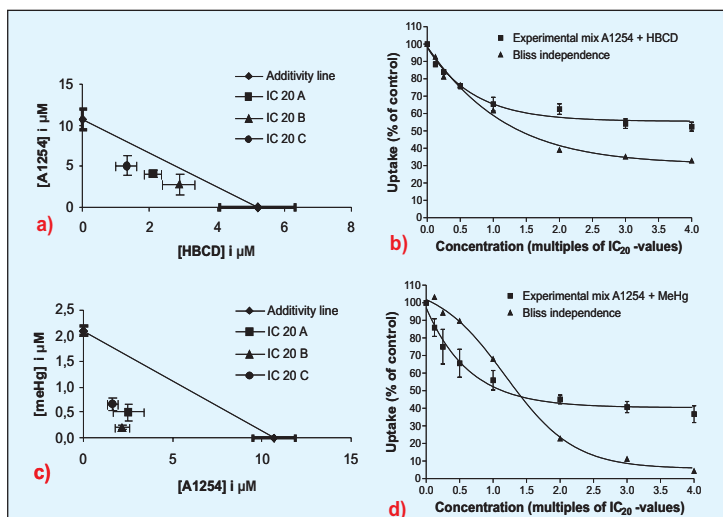 Additivity line
IC 20 A
IC 20 B
IC 20 C
[A1254] i µM
15
10
5
0
0 2 4 6 8
[HBCD] i µM
a)
Experimental mix A1254 + HBCD
Bliss independence
Uptake (% of control)
110
100
90
80
70
60
50
40
30
20
10
0
0.0 0.5 1.0 1.5 2.0 2.5 3.0 3.5 4.0
Concentration (multiples of IC20 -values)
b)
Additivity line
IC 20 A
IC 20 B
IC 20 C
[meHg] i µM
2,5
2,0
1,5
1,0
0,5
0,0
0 5 10 15
[A1254] i µM
c)
Experimental mix A1254 + MeHg
Bliss independence
Uptake (% of control)
110
100
90
80
70
60
50
40
30
20
10
0
0.0 0.5 1.0 1.5 2.0 2.5 3.0 3.5 4.0
Concentration (multiples of IC20 -values)
d)